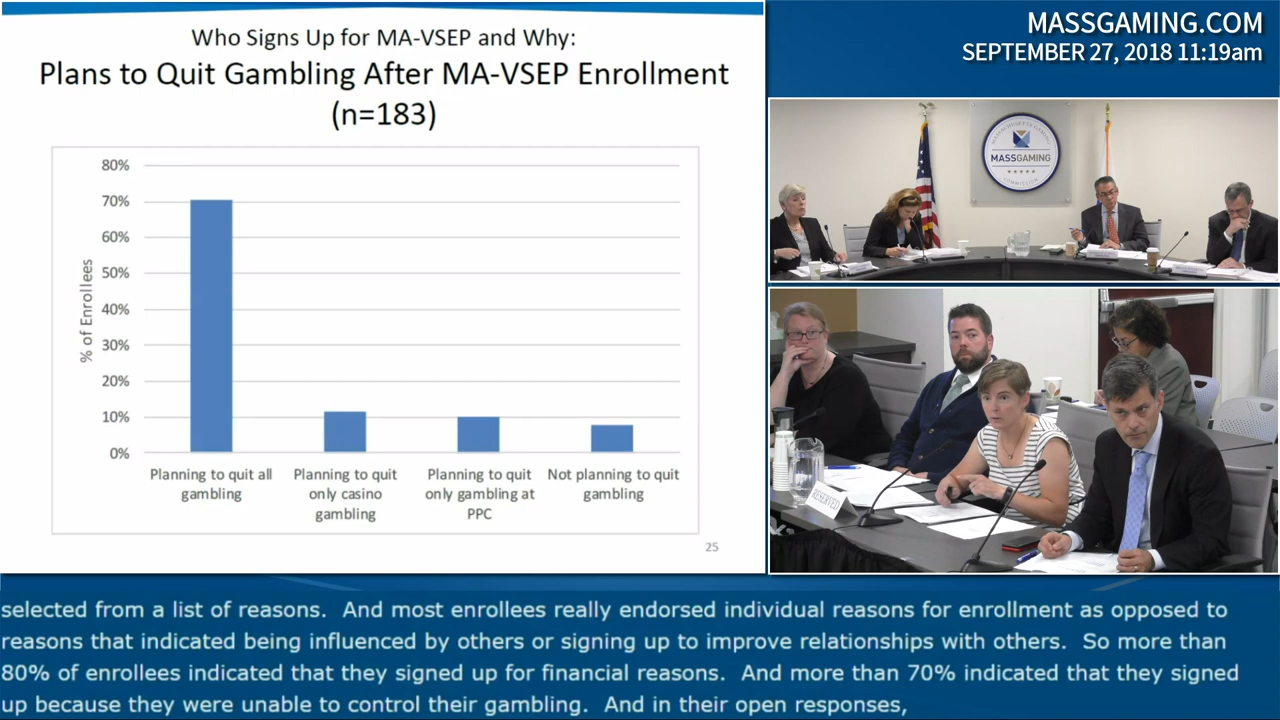 Who Signs Up for MA-VSEP and Why:
Plans to Quit Gambling After MA-VSEP Enrollment
(n=183)
% of Enrollees
80%
70%
60%
50%
40%
30%
20%
10%
0%
Planning to quit all
gambling
Planning to quit
only casino
gambling
Planning to quit
only gambling at
PPC
Not planning to quit
gambling
25
MASSGAMING.COM
SEPTEMBER 27, 2018 11:19am
MASSACHUSETTS GAMING
MASSGAMING
COMMISSION
RESERVED
selected from a list of reasons. And most enrollees really endorsed individual reasons for enrollment as opposed to
reasons that indicated being influenced by others or signing up to improve relationships with others. So more than
80% of enrollees indicated that they signed up for financial reasons. And more than 70% indicated that they signed
up because they were unable to control their gambling. And in their open responses,